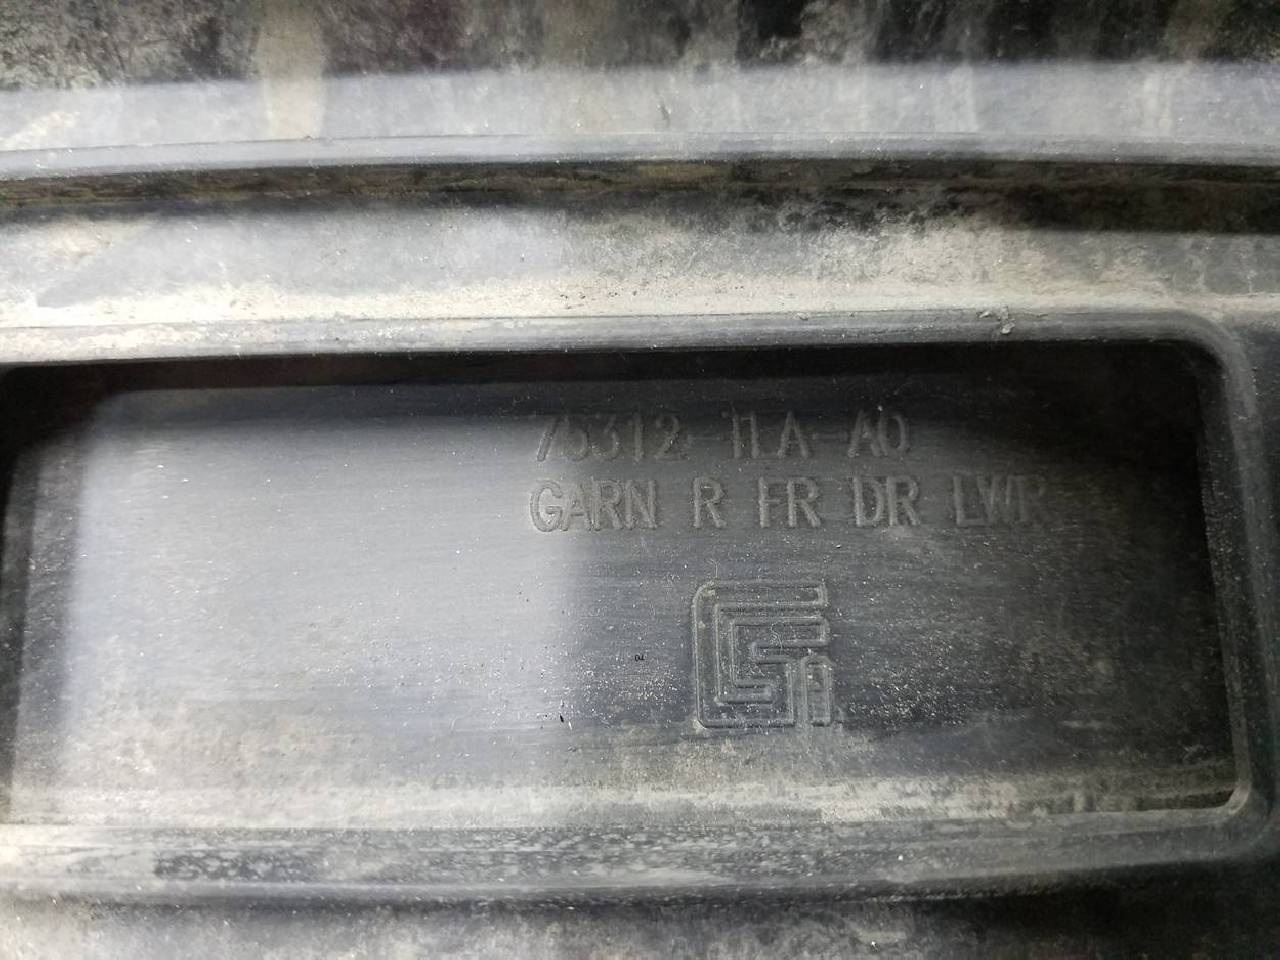 75312-TLA-A0
GARN R FR DR LWR